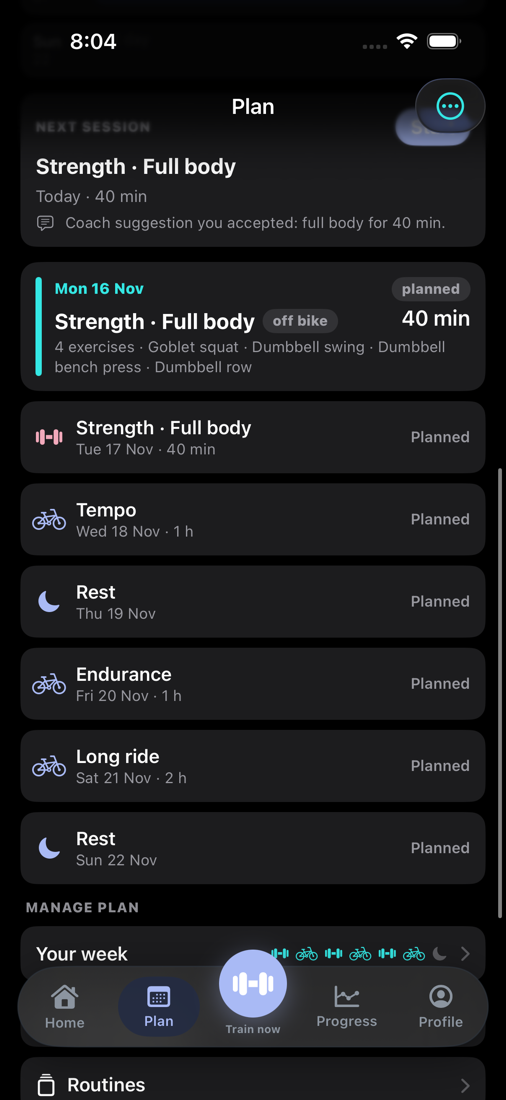 8:04
Plan
NEXT SESSION
Strength · Full body
Today · 40 min
Coach suggestion you accepted: full body for 40 min.
Mon 16 Nov
planned
Strength · Full body
off bike
40 min
4 exercises · Goblet squat · Dumbbell swing · Dumbbell
bench press · Dumbbell row
Strength · Full body
Tue 17 Nov · 40 min
Planned
Tempo
Wed 18 Nov · 1 h
Planned
Rest
Thu 19 Nov
Planned
Endurance
Fri 20 Nov · 1 h
Planned
Long ride
Sat 21 Nov · 2 h
Planned
Rest
Sun 22 Nov
Planned
MANAGE PLAN
Your week
Home
Plan
Train now
Progress
Profile
Routines